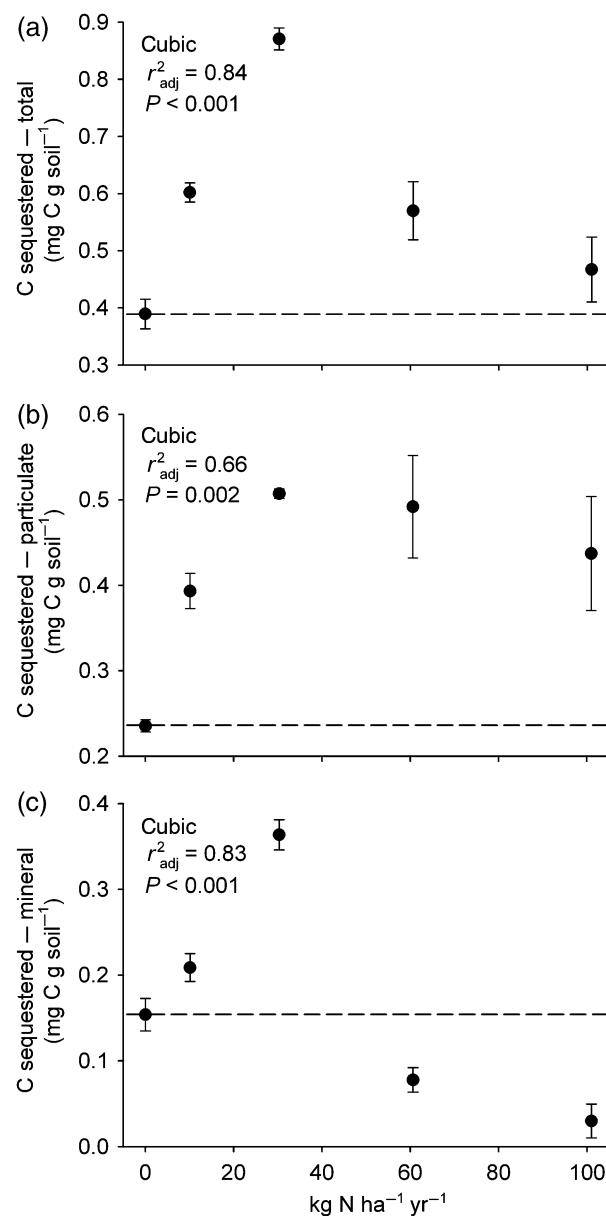 (a)
C sequestered – total
(mg C g soil⁻¹)
0.9
0.8
0.7
0.6
0.5
0.4
0.3
Cubic
r²adj = 0.84
P < 0.001
(b)
C sequestered – particulate
(mg C g soil⁻¹)
0.6
0.5
0.4
0.3
0.2
Cubic
r²adj = 0.66
P = 0.002
(c)
C sequestered – mineral
(mg C g soil⁻¹)
0.4
0.3
0.2
0.1
0.0
Cubic
r²adj = 0.83
P < 0.001
0 20 40 60 80 100
kg N ha⁻¹ yr⁻¹